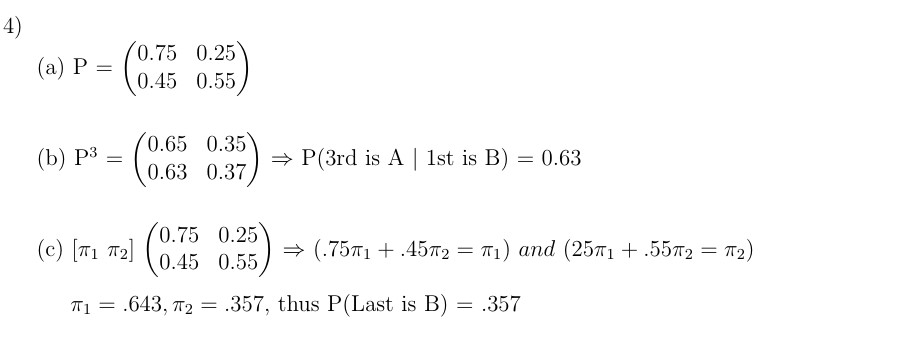 4)
(a) P = (0.75 0.25
0.45 0.55)
(b) P³ = (0.65 0.35
0.63 0.37) ⇒ P(3rd is A | 1st is B) = 0.63
(c) [π₁ π₂] (0.75 0.25
0.45 0.55) ⇒ (.75π₁ + .45π₂ = π₁) and (25π₁ + .55π₂ = π₂)
π₁ = .643, π₂ = .357, thus P(Last is B) = .357